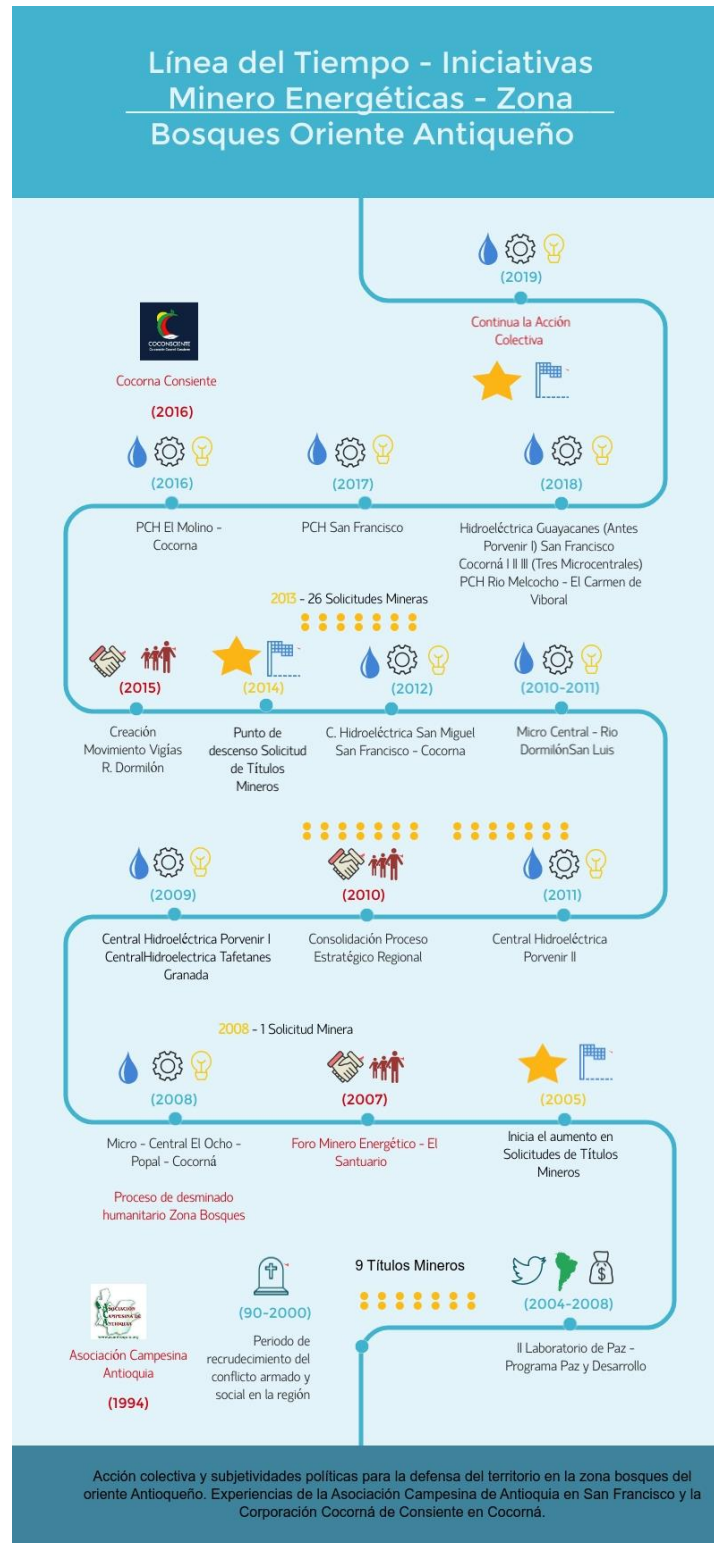 Línea del Tiempo - Iniciativas
Minero Energéticas - Zona
Bosques Oriente Antiqueño
(2019)
Continua la Acción
Colectiva
COCONSCIENTE
Cocorna Consiente
(2016)
(2016)
PCH El Molino -
Cocorna
(2017)
PCH San Francisco
(2018)
Hidroeléctrica Guayacanes (Antes
Porvenir I) San Francisco
Cocorná I II III (Tres Microcentrales)
PCH Rio Melcocho - El Carmen de
Viboral
2013 - 26 Solicitudes Mineras
(2015)
Creación
Movimiento Vigías
R. Dormilón
(2014)
Punto de
descenso Solicitud
de Títulos
Mineros
(2012)
C. Hidroeléctrica San Miguel
San Francisco - Cocorna
(2010-2011)
Micro Central - Rio
DormilónSan Luis
(2009)
Central Hidroeléctrica Porvenir I
CentralHidroelectrica Tafetanes
Granada
(2010)
Consolidación Proceso
Estratégico Regional
(2011)
Central Hidroeléctrica
Porvenir II
2008 - 1 Solicitud Minera
(2008)
Micro - Central El Ocho -
Popal - Cocorná
Proceso de desminado
humanitario Zona Bosques
(2007)
Foro Minero Energético - El
Santuario
(2005)
Inicia el aumento en
Solicitudes de Títulos
Mineros
ASOCIACIÓN
CAMPESINA DE
ANTIOQUIA
Asociación Campesina
Antioquia
(1994)
(90-2000)
Periodo de
recrudecimiento del
conflicto armado y
social en la región
9 Títulos Mineros
$
(2004-2008)
II Laboratorio de Paz -
Programa Paz y Desarrollo
Acción colectiva y subjetividades políticas para la defensa del territorio en la zona bosques del
oriente Antioqueño. Experiencias de la Asociación Campesina de Antioquia en San Francisco y la
Corporación Cocorná de Consiente en Cocorná.